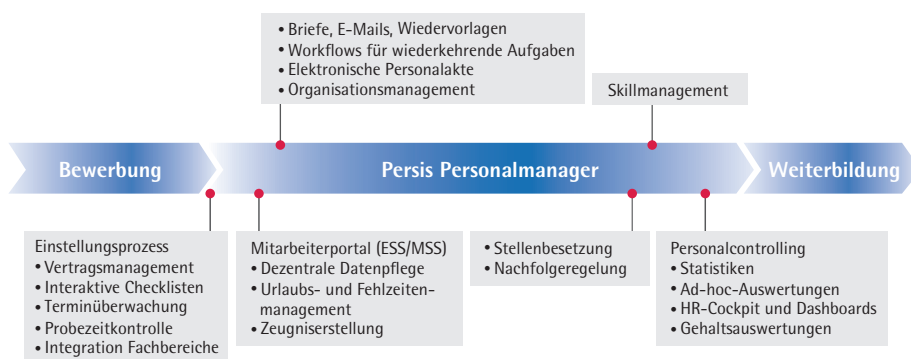 • Briefe, E-Mails, Wiedervorlagen
• Workflows für wiederkehrende Aufgaben
• Elektronische Personalakte
• Organisationsmanagement
Skillmanagement
Bewerbung
Persis Personalmanager
Weiterbildung
Einstellungsprozess
• Vertragsmanagement
• Interaktive Checklisten
• Terminüberwachung
• Probezeitkontrolle
• Integration Fachbereiche
Mitarbeiterportal (ESS/MSS)
• Dezentrale Datenpflege
• Urlaubs- und Fehlzeiten-
management
• Zeugniserstellung
• Stellenbesetzung
• Nachfolgeregelung
Personalcontrolling
• Statistiken
• Ad-hoc-Auswertungen
• HR-Cockpit und Dashboards
• Gehaltsauswertungen